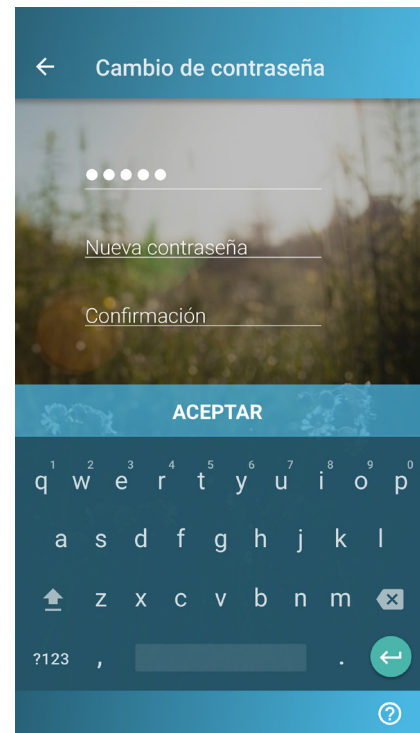 Cambio de contraseña
●●●●●
Nueva contraseña
Confirmación
ACEPTAR
1 2 3 4 5 6 7 8 9 0
q w e r t y u i o p
a s d f g h j k l
z x c v b n m
?123 , .
?